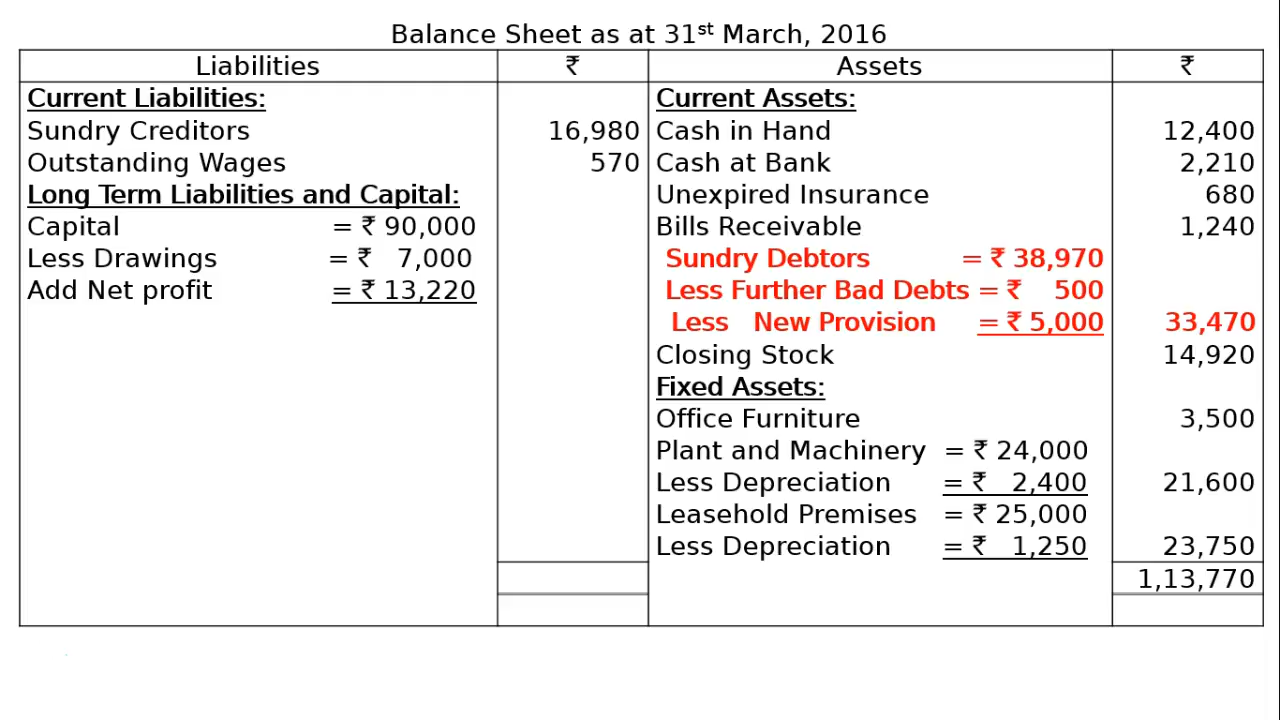 Balance Sheet as at 31st March, 2016
Liabilities ₹ Assets ₹
Current Liabilities: Current Assets:
Sundry Creditors 16,980 Cash in Hand 12,400
Outstanding Wages 570 Cash at Bank 2,210
Long Term Liabilities and Capital: Unexpired Insurance 680
Capital = ₹ 90,000 Bills Receivable 1,240
Less Drawings = ₹ 7,000 Sundry Debtors = ₹ 38,970
Add Net profit = ₹ 13,220 Less Further Bad Debts = ₹ 500
Less New Provision = ₹ 5,000 33,470
Closing Stock 14,920
Fixed Assets:
Office Furniture 3,500
Plant and Machinery = ₹ 24,000
Less Depreciation = ₹ 2,400 21,600
Leasehold Premises = ₹ 25,000
Less Depreciation = ₹ 1,250 23,750
1,13,770